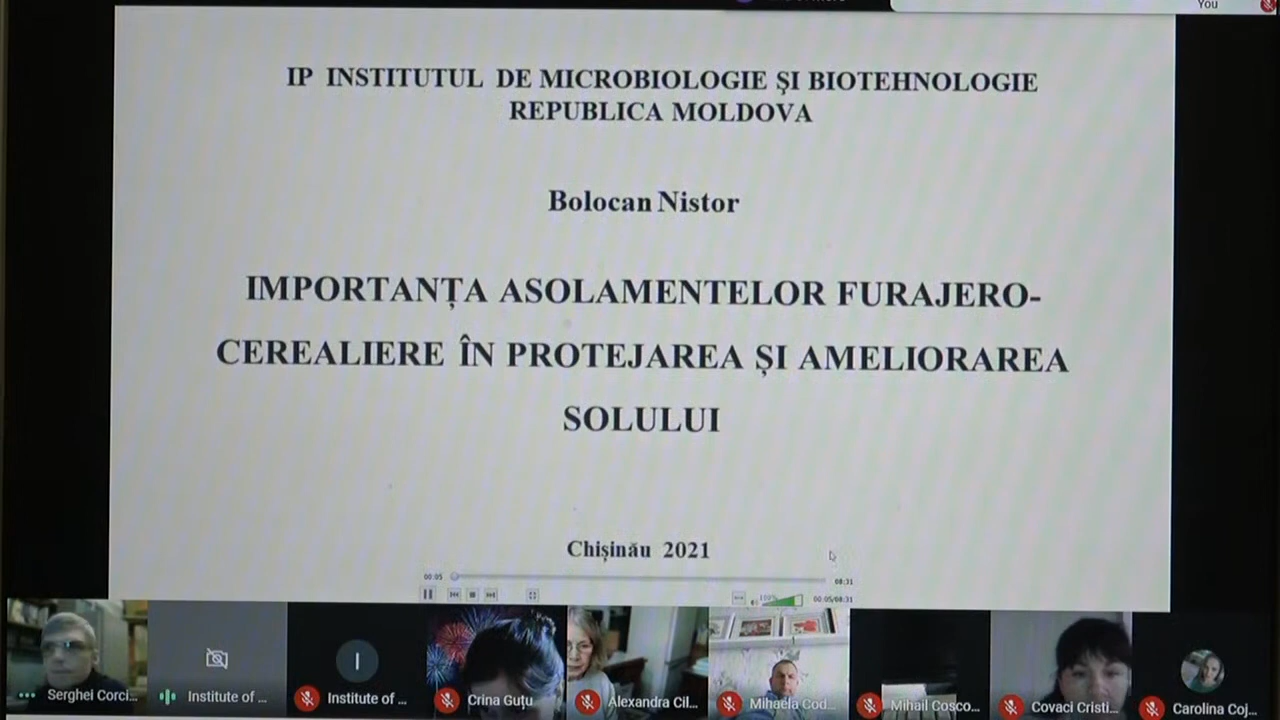 You
IP INSTITUTUL DE MICROBIOLOGIE ŞI BIOTEHNOLOGIE
REPUBLICA MOLDOVA
Bolocan Nistor
IMPORTANȚA ASOLAMENTELOR FURAJERO-
CEREALIERE ÎN PROTEJAREA ȘI AMELIORAREA
SOLULUI
Chișinău 2021
00:05
08:31
100%
00:05/08:31
I
Serghei Corci...
Institute of ...
Institute of ...
Crina Guțu
Alexandra Cil...
Mihaela Cod...
Mihail Cosco...
Covaci Cristi...
Carolina Coj...